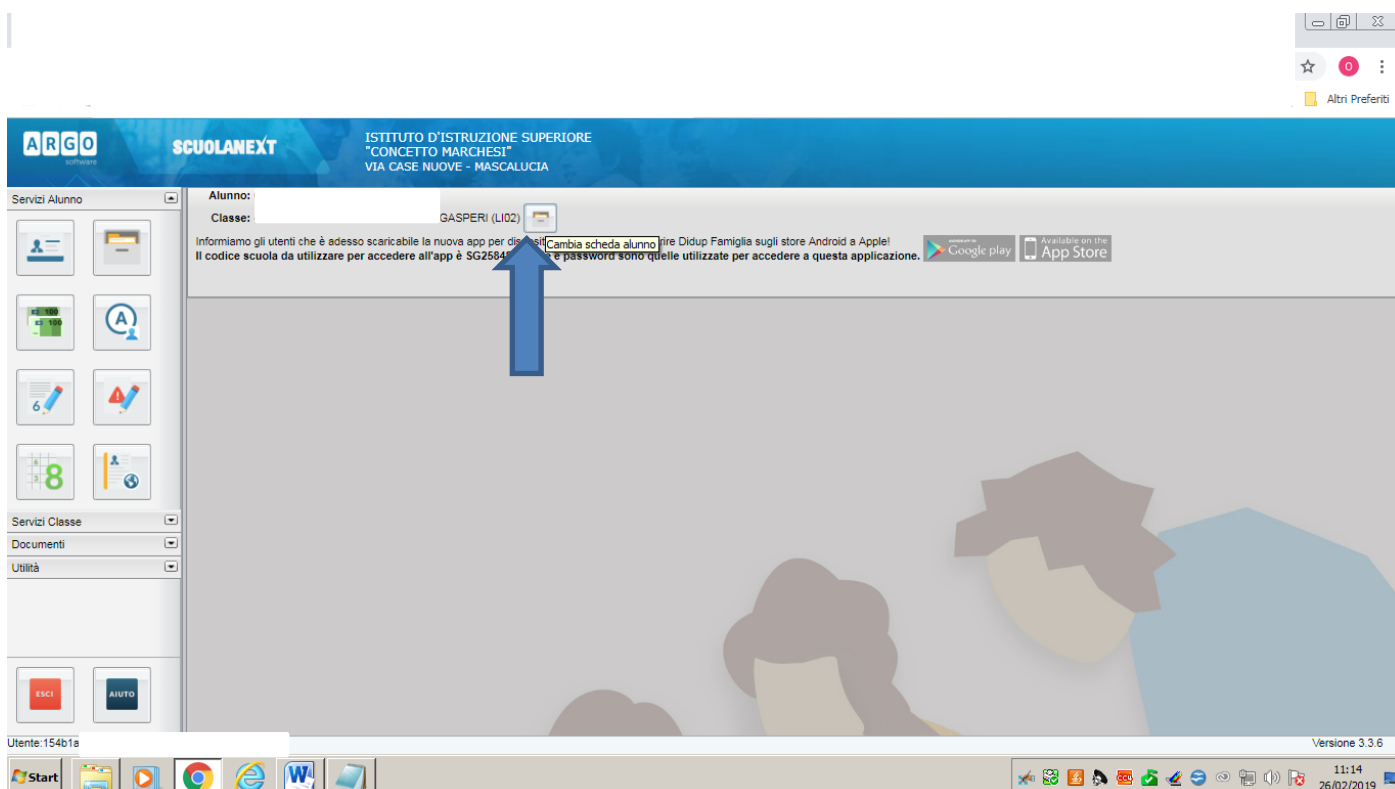 Altri Preferiti
ARGO
software
SCUOLANEXT
ISTITUTO D'ISTRUZIONE SUPERIORE
"CONCETTO MARCHESI"
VIA CASE NUOVE - MASCALUCIA
Servizi Alunno
Alunno:
Classe: GASPERI (LI02)
Cambia scheda alunno
Informiamo gli utenti che è adesso scaricabile la nuova app per rire Didup Famiglia sugli store Android a Apple!
Il codice scuola da utilizzare per accedere all'app è SG2584 e password sono quelle utilizzate per accedere a questa applicazione.
Google play
Available on the
App Store
100
100
A
6
8
Servizi Classe
Documenti
Utilità
ESCI
AIUTO
Utente:154b1a
Versione 3.3.6
Start
11:14
26/02/2019